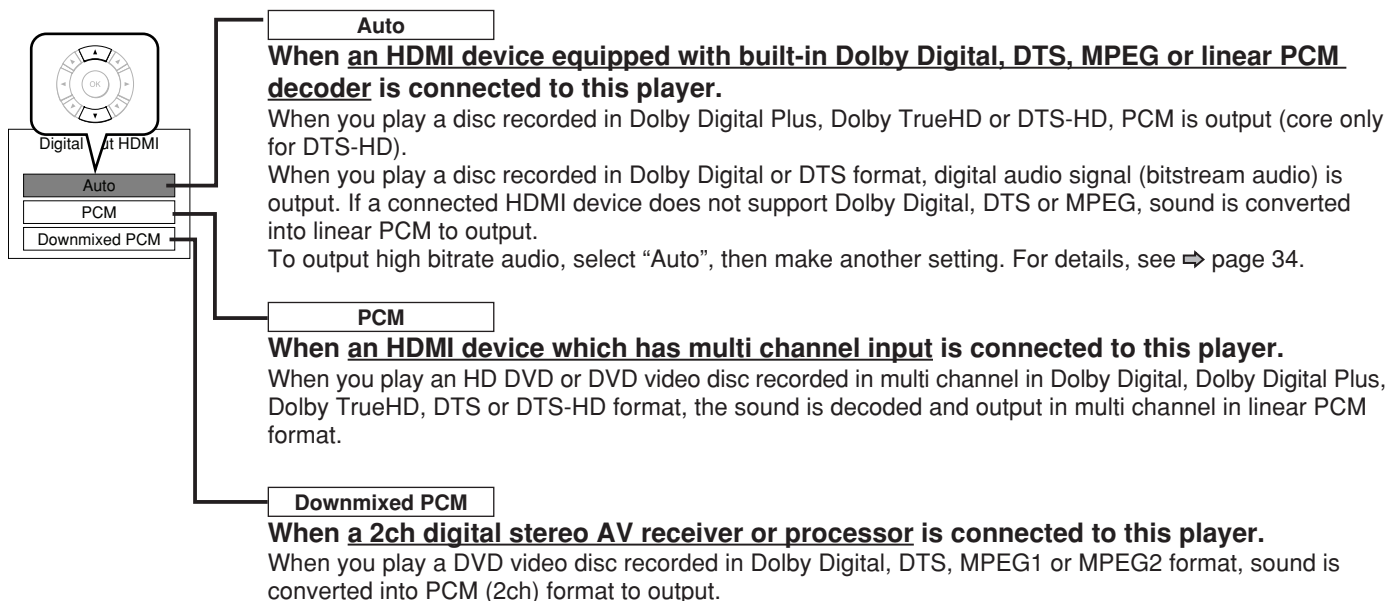 OK
Digital ut HDMI
Auto
PCM
Downmixed PCM
Auto
When an HDMI device equipped with built-in Dolby Digital, DTS, MPEG or linear PCM
decoder is connected to this player.
When you play a disc recorded in Dolby Digital Plus, Dolby TrueHD or DTS-HD, PCM is output (core only
for DTS-HD).
When you play a disc recorded in Dolby Digital or DTS format, digital audio signal (bitstream audio) is
output. If a connected HDMI device does not support Dolby Digital, DTS or MPEG, sound is converted
into linear PCM to output.
To output high bitrate audio, select “Auto”, then make another setting. For details, see ⇨ page 34.
PCM
When an HDMI device which has multi channel input is connected to this player.
When you play an HD DVD or DVD video disc recorded in multi channel in Dolby Digital, Dolby Digital Plus,
Dolby TrueHD, DTS or DTS-HD format, the sound is decoded and output in multi channel in linear PCM
format.
Downmixed PCM
When a 2ch digital stereo AV receiver or processor is connected to this player.
When you play a DVD video disc recorded in Dolby Digital, DTS, MPEG1 or MPEG2 format, sound is
converted into PCM (2ch) format to output.